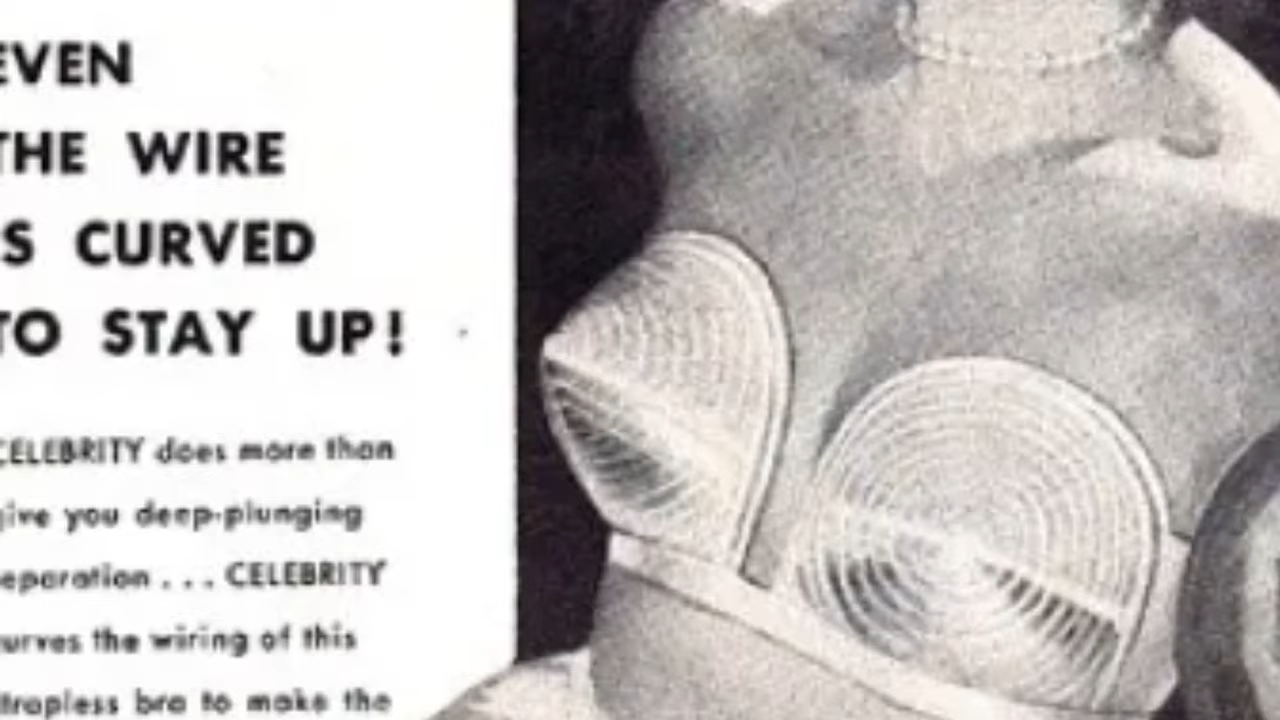 EVEN
THE WIRE
S CURVED
TO STAY UP!
CELEBRITY does more than
give you deep-plunging
eparation . . . CELEBRITY
urves the wiring of this
trapless bra to make the